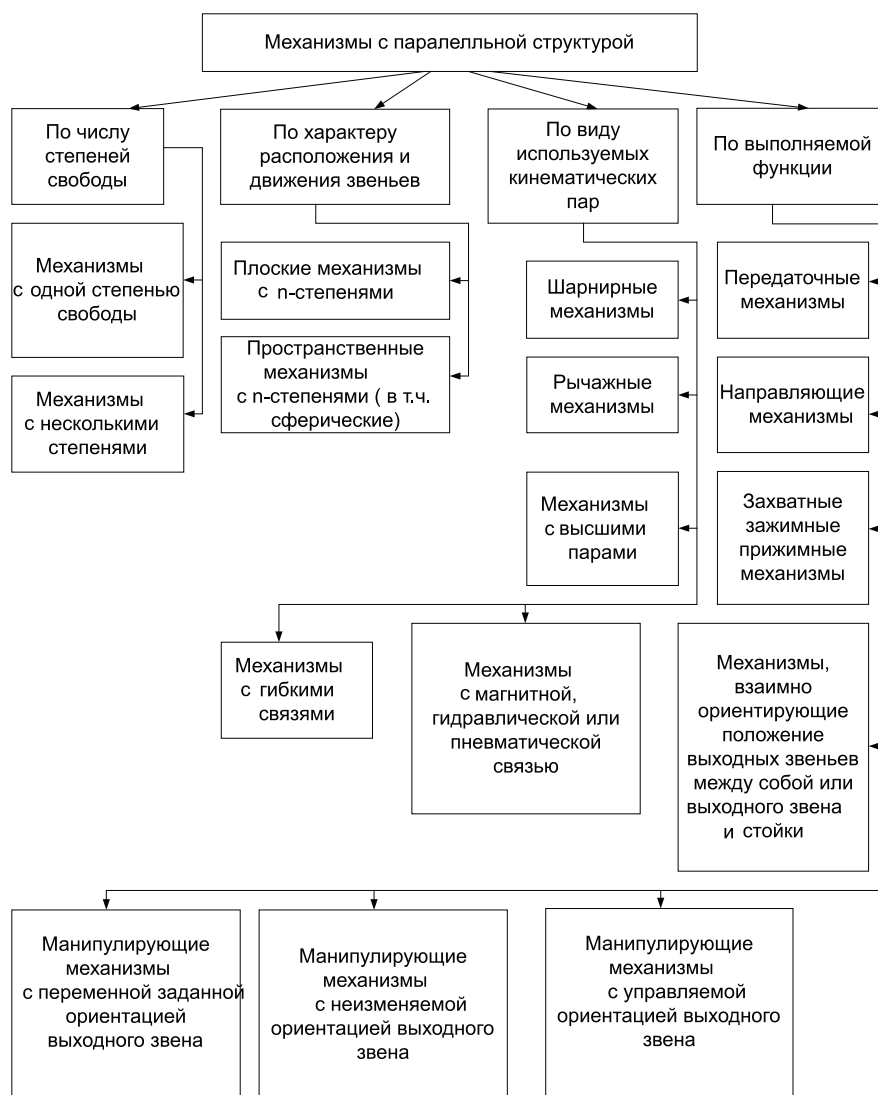 Механизмы с паралелльной структурой
По числу
степеней
свободы
По характеру
расположения и
движения звеньев
По виду
используемых
кинематических
пар
По выполняемой
функции
Механизмы
с одной степенью
свободы
Механизмы
с несколькими
степенями
Плоские механизмы
с n-степенями
Пространственные
механизмы
с n-степенями ( в т.ч.
сферические)
Шарнирные
механизмы
Рычажные
механизмы
Механизмы
с высшими
парами
Передаточные
механизмы
Направляющие
механизмы
Захватные
зажимные
прижимные
механизмы
Механизмы
с гибкими
связями
Механизмы
с магнитной,
гидравлической или
пневматической
связью
Механизмы,
взаимно
ориентирующие
положение
выходных звеньев
между собой или
выходного звена
и стойки
Манипулирующие
механизмы
с переменной заданной
ориентацией
выходного звена
Манипулирующие
механизмы
с неизменяемой
ориентацией выходного
звена
Манипулирующие
механизмы
с управляемой
ориентацией выходного
звена